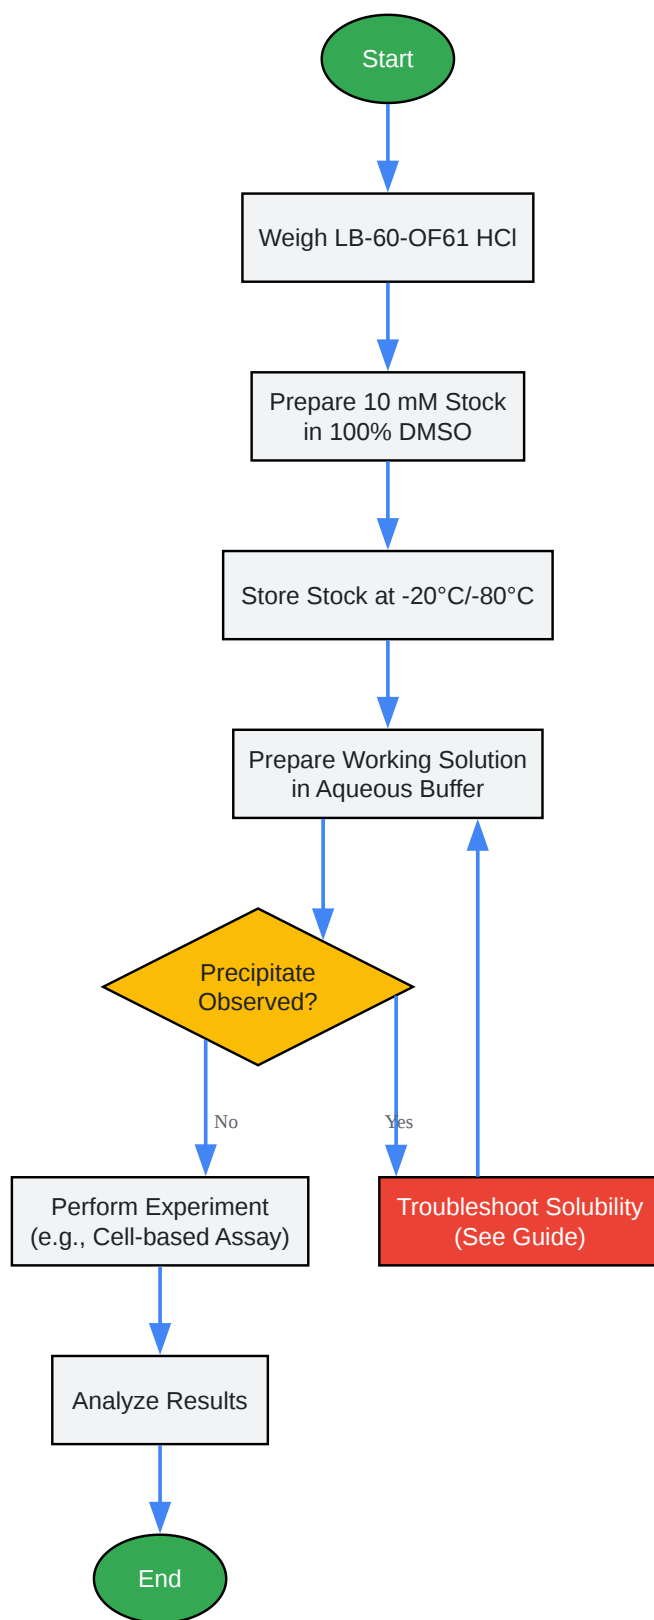 Start
Weigh LB-60-OF61 HCl
Prepare 10 mM Stock
in 100% DMSO
Store Stock at -20°C/-80°C
Prepare Working Solution
in Aqueous Buffer
Precipitate
Observed?
No
Yes
Perform Experiment
(e.g., Cell-based Assay)
Troubleshoot Solubility
(See Guide)
Analyze Results
End